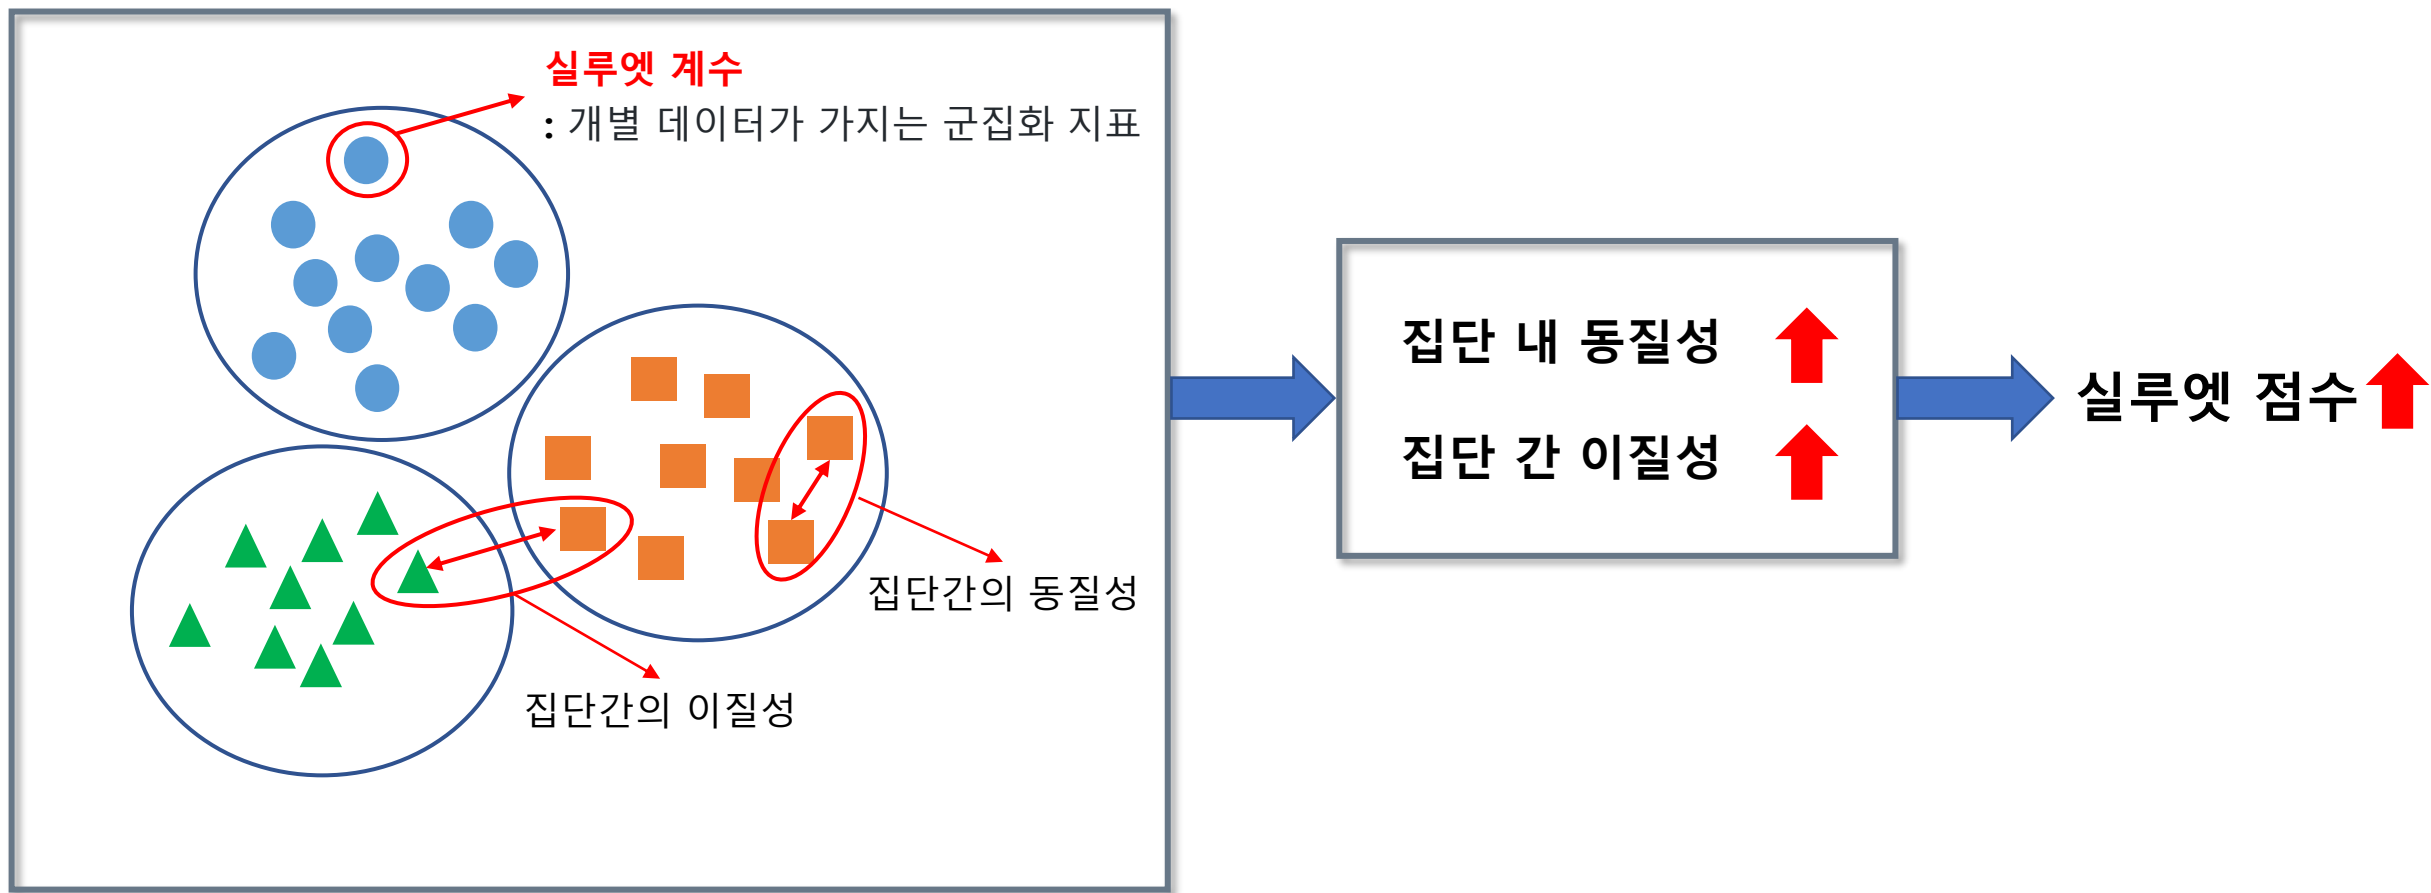 실루엣 계수
: 개별 데이터가 가지는 군집화 지표
집단간의 동질성
집단간의 이질성
집단 내 동질성
집단 간 이질성
실루엣 점수